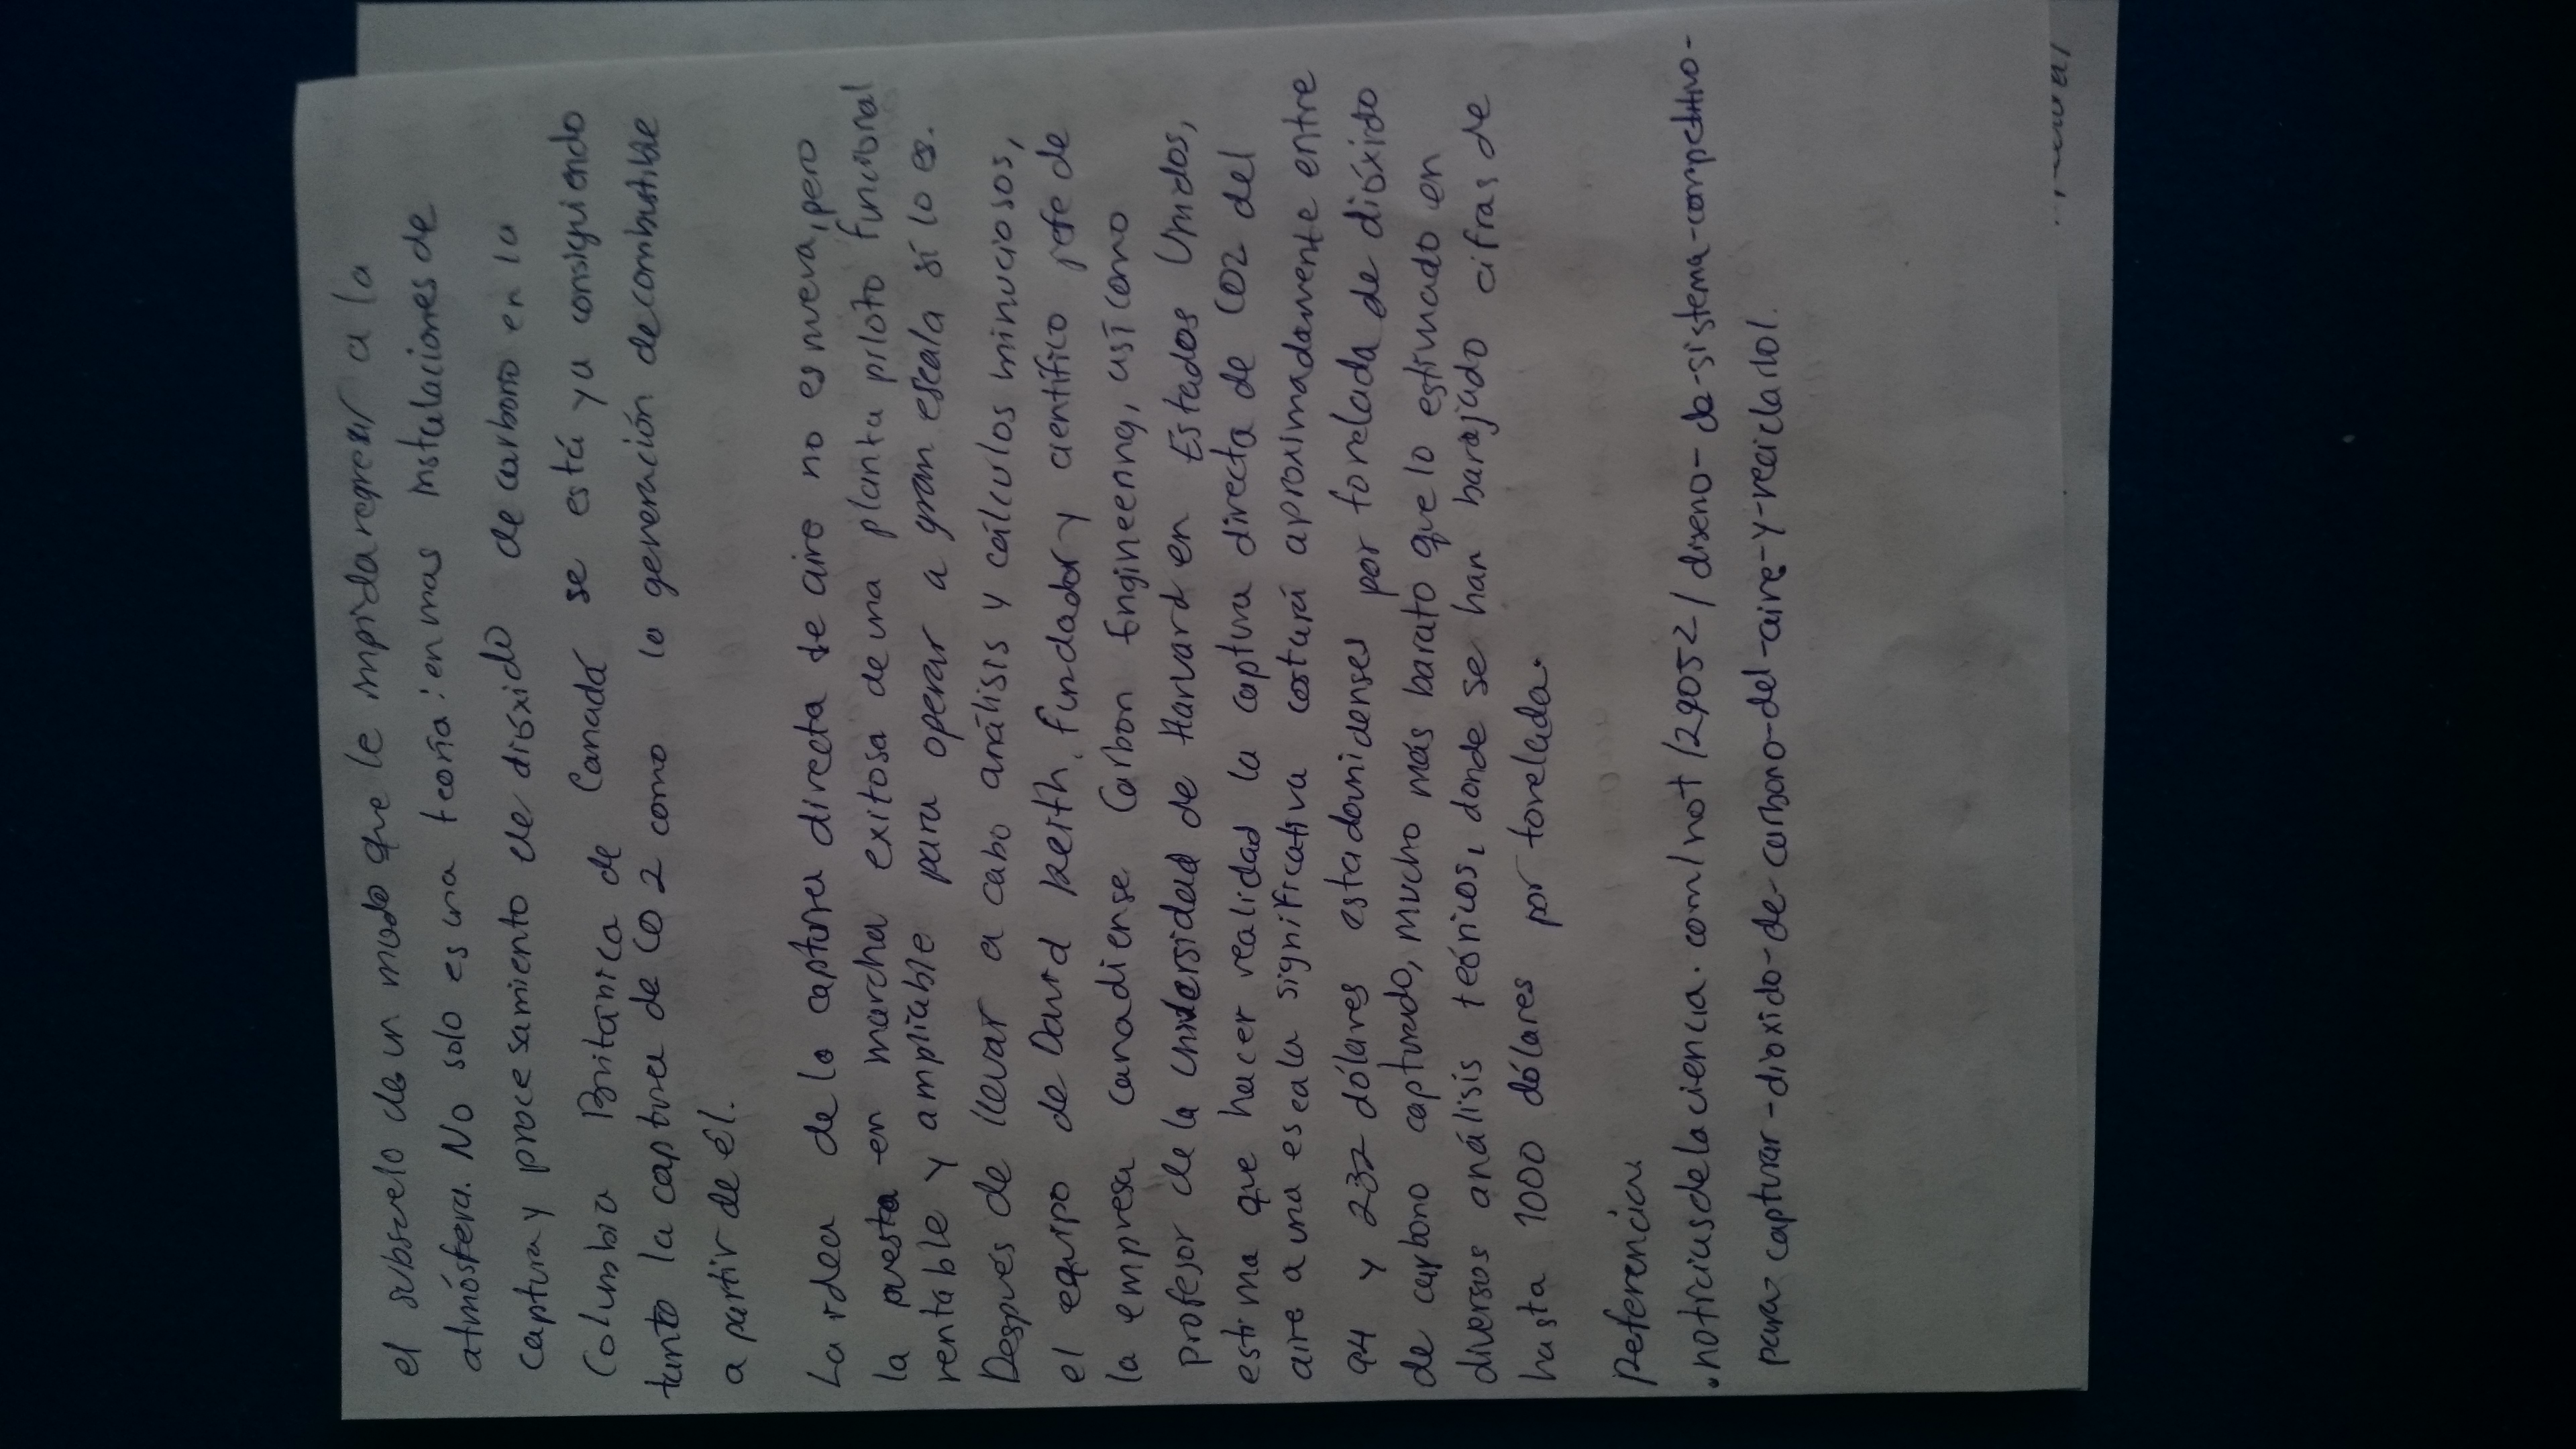 el subsuelo de un modo que le impida regresar a la
atmósfera. No solo es una teoría: en unas instalaciones de
captura y procesamiento de dióxido de carbono en la
Columbia Británica de Canadá se está ya consiguiendo
tanto la captura de CO2 como la generación de combustible
a partir de él.
La idea de la captura directa de aire no es nueva, pero
la puesta en marcha exitosa de una planta piloto funcional
rentable y ampliable para operar a gran escala sí lo es.
Después de llevar a cabo análisis y cálculos minuciosos,
el equipo de David Keith, fundador y científico jefe de
la empresa canadiense Carbon Engineering, así como
profesor de la universidad de Harvard en Estados Unidos,
estima que hacer realidad la captura directa de CO2 del
aire a una escala significativa costará aproximadamente entre
94 y 232 dólares estadounidenses por tonelada de dióxido
de carbono capturado, mucho más barato que lo estimado en
diversos análisis teóricos, donde se han barajado cifras de
hasta 1000 dólares por tonelada.
Referencia
• noticiasdelaciencia.com/not/29052/diseno-de-sistema-competitivo-
para-capturar-dioxido-de-carbono-del-aire-y-reciclarlo/.